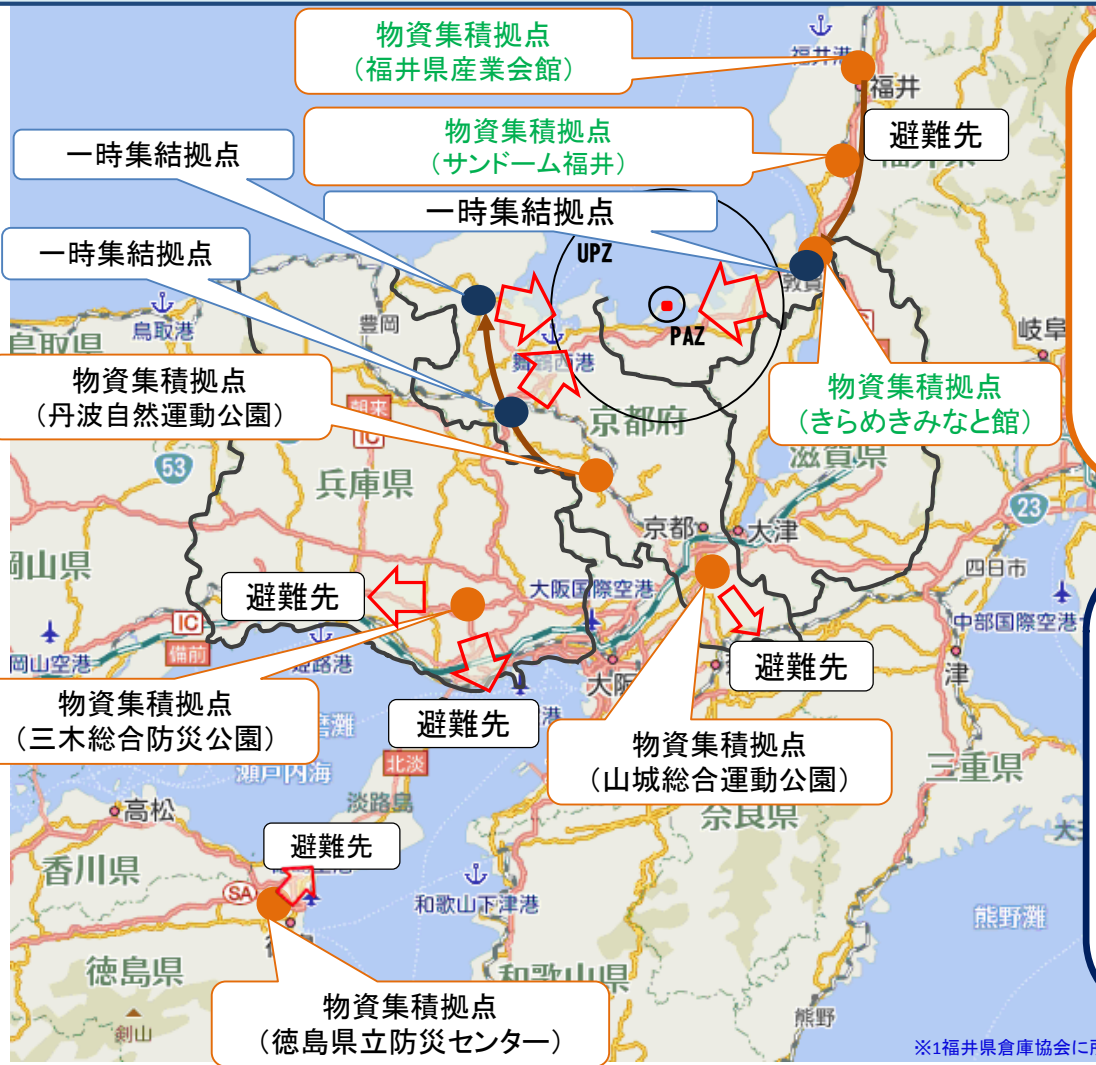 物資集積拠点
（福井県産業会館）
福井港
福井
避難先
物資集積拠点
（サンドーム福井）
一時集結拠点
一時集結拠点
一時集結拠点
UPZ
PAZ
敦賀
鳥取港
鳥取県
豊岡
舞鶴西港
岐阜
物資集積拠点
（丹波自然運動公園）
朝来
IC
物資集積拠点
（きらめきみなと館）
京都府
滋賀県
53
兵庫県
23
京都
大津
岡山県
四日市
避難先
大阪国際空港
中部国際空港
IC
備前
岡山空港
姫路港
避難先
津
大阪
物資集積拠点
（三木総合防災公園）
避難先
港
磨灘
瀬戸内海
北淡
物資集積拠点
（山城総合運動公園）
三重県
淡路島
高松
奈良県
避難先
香川県
SA
和歌山下津港
熊野灘
徳島県
和歌山県
物資集積拠点
（徳島県立防災センター）
剣山
熊野
※1福井県倉庫協会に所